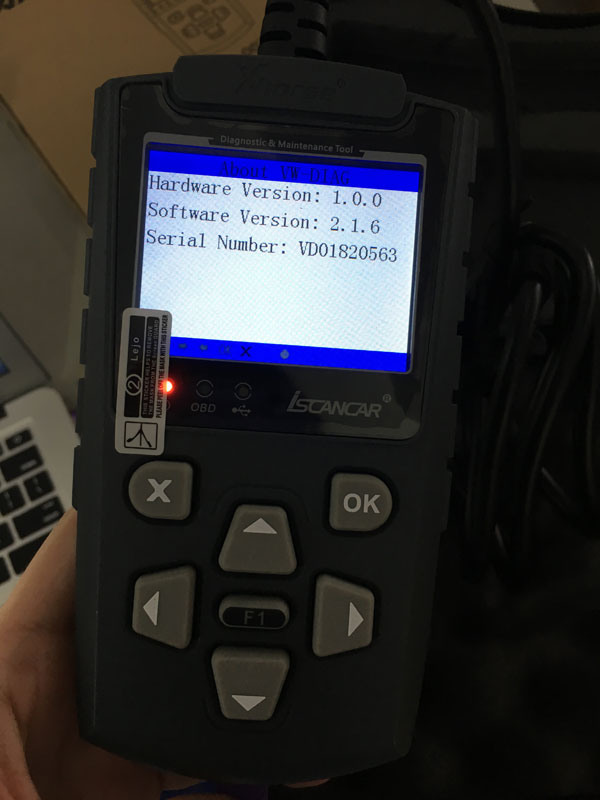 Xhorse®
Diagnostic & Maintenance Tool
About VW-DIAG
Hardware Version: 1.0.0
Software Version: 2.1.6
Serial Number: VD01820563
② Lejo
OBD
iSCANCAR®
X
OK
F1